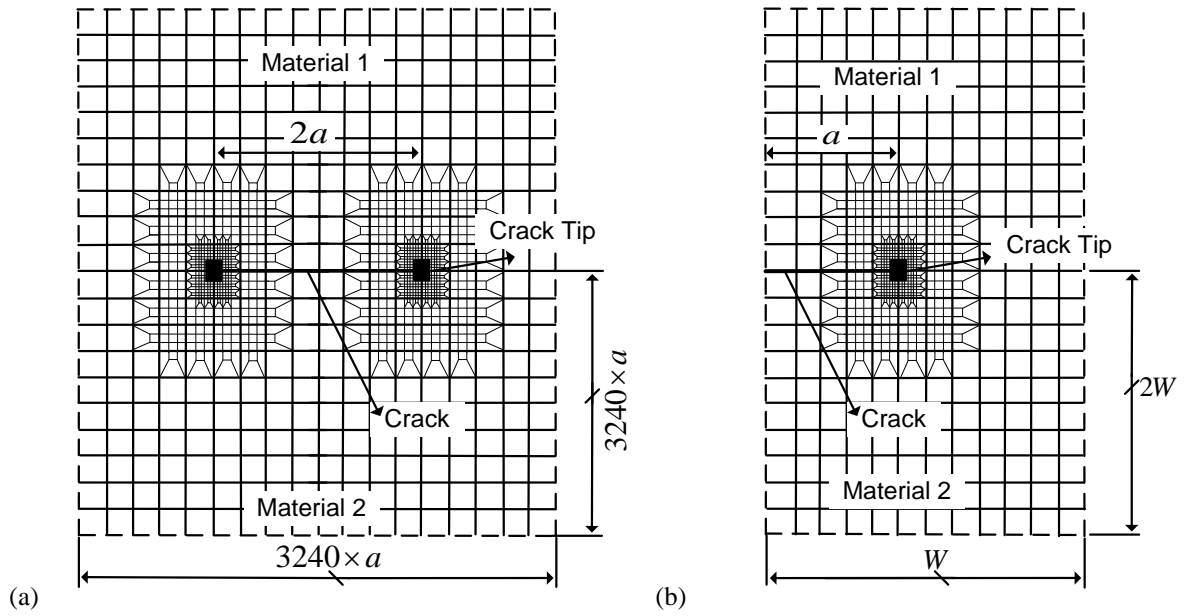 Material 1
2a
Crack Tip
Crack
3240×a
Material 2
3240×a
(a)
Material 1
a
Crack Tip
2W
Crack
Material 2
W
(b)